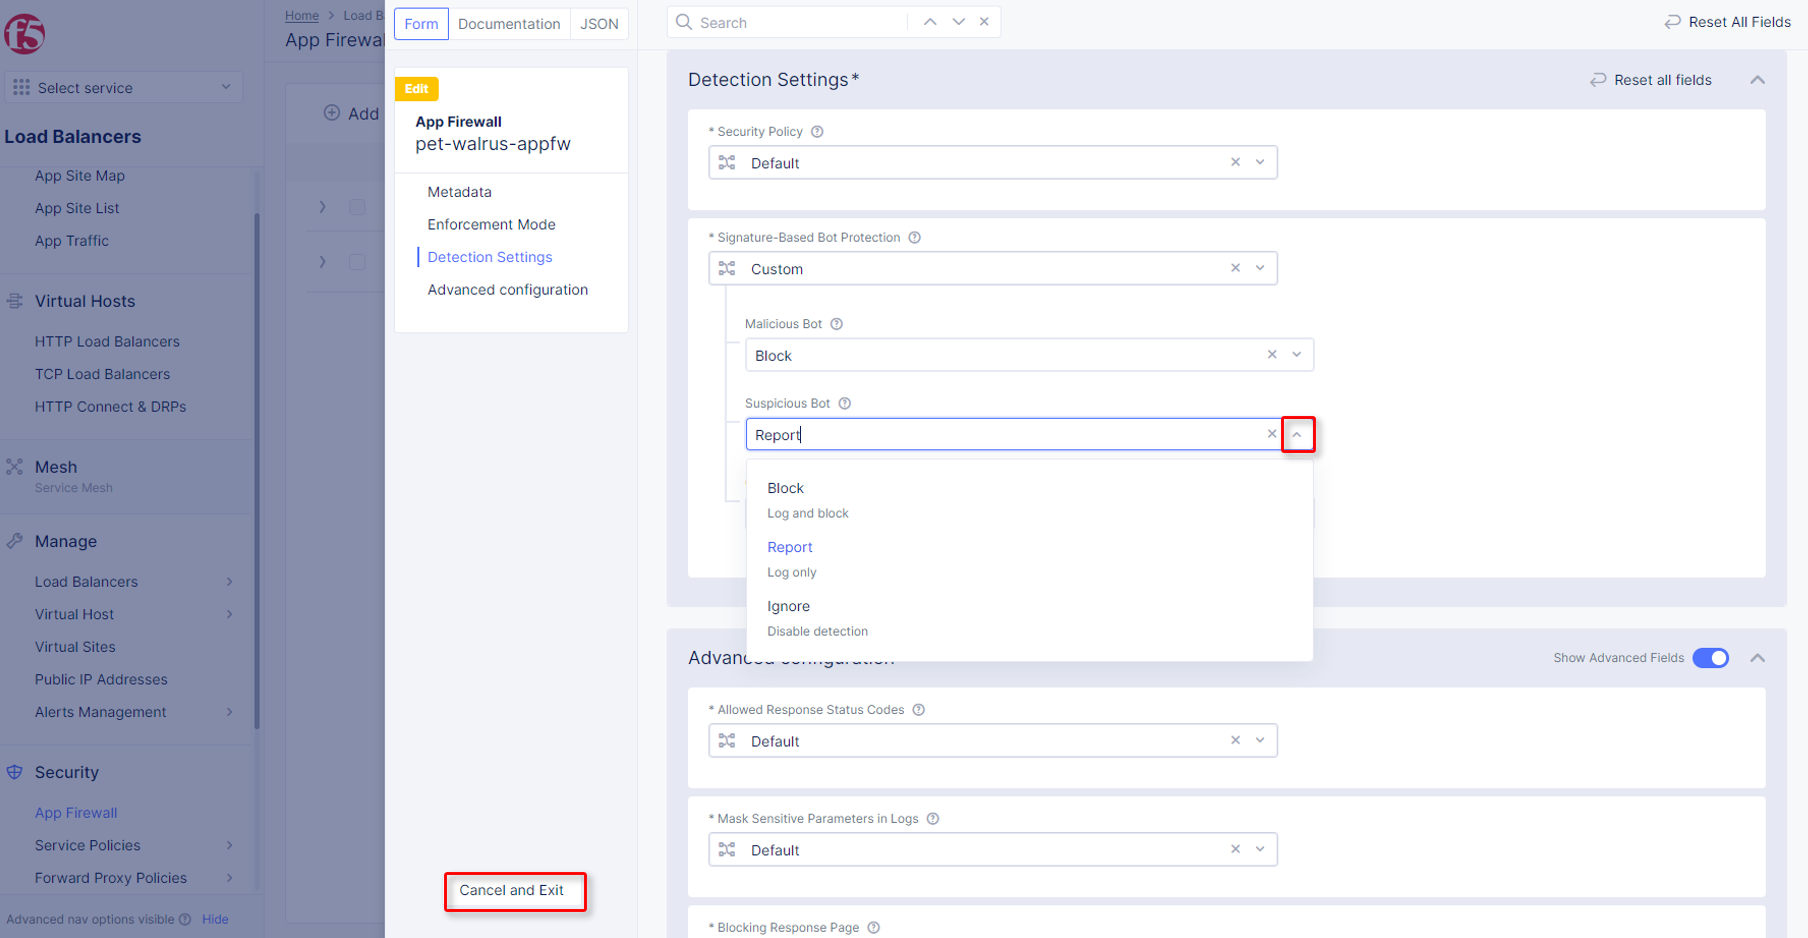 f5
Select service
Load Balancers
App Site Map
App Site List
App Traffic
Virtual Hosts
HTTP Load Balancers
TCP Load Balancers
HTTP Connect & DRPs
Mesh
Service Mesh
Manage
Load Balancers
Virtual Host
Virtual Sites
Public IP Addresses
Alerts Management
Security
App Firewall
Service Policies
Forward Proxy Policies
Advanced nav options visible Hide
Home > Load B
App Firewal
Add
Form Documentation JSON
Edit
App Firewall
pet-walrus-appfw
Metadata
Enforcement Mode
Detection Settings
Advanced configuration
Cancel and Exit
Search
Reset All Fields
Detection Settings*
Reset all fields
* Security Policy
Default
* Signature-Based Bot Protection
Custom
Malicious Bot
Block
Suspicious Bot
Report
Block
Log and block
Report
Log only
Ignore
Disable detection
Advanced configuration
Show Advanced Fields
* Allowed Response Status Codes
Default
* Mask Sensitive Parameters in Logs
Default
* Blocking Response Page